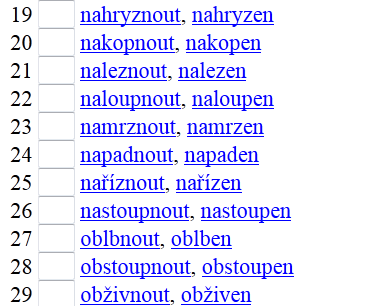 19 nahryznout, nahryzen
20 nakopnout, nakopen
21 naleznout, nalezen
22 naloupnout, naloupen
23 namrznout, namrzen
24 napadnout, napaden
25 naříznout, nařízen
26 nastoupnout, nastoupen
27 oblbnout, oblben
28 obstoupnout, obstoupen
29 obživnout, obživen